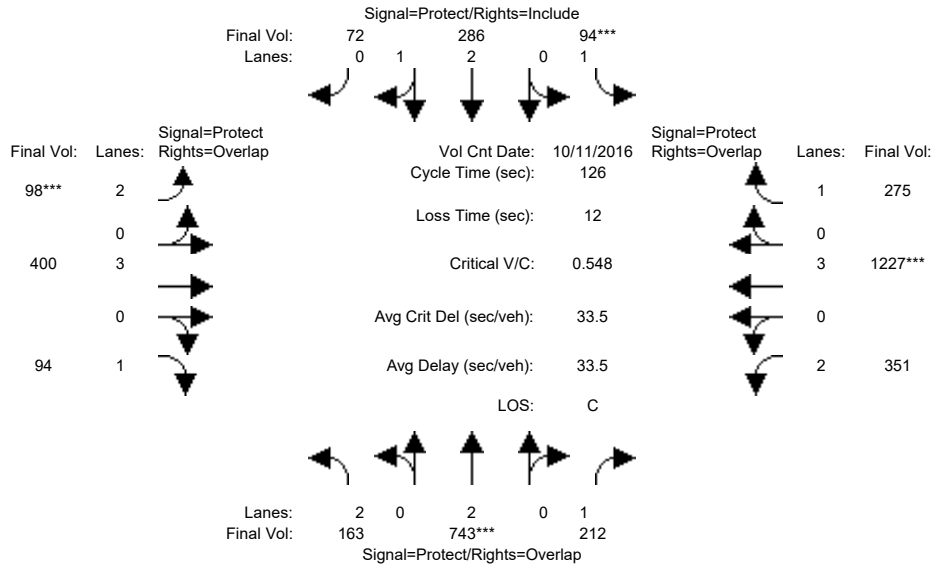 Signal=Protect/Rights=Include
Final Vol: 72 286 94***
Lanes: 0 1 2 0 1
Signal=Protect Signal=Protect
Final Vol: Lanes: Rights=Overlap Vol Cnt Date: 10/11/2016 Rights=Overlap Lanes: Final Vol:
Cycle Time (sec): 126
98*** 2 1 275
Loss Time (sec): 12
0 0
400 3 Critical V/C: 0.548 3 1227***
0 Avg Crit Del (sec/veh): 33.5 0
94 1 Avg Delay (sec/veh): 33.5 2 351
LOS: C
Lanes: 2 0 2 0 1
Final Vol: 163 743*** 212
Signal=Protect/Rights=Overlap